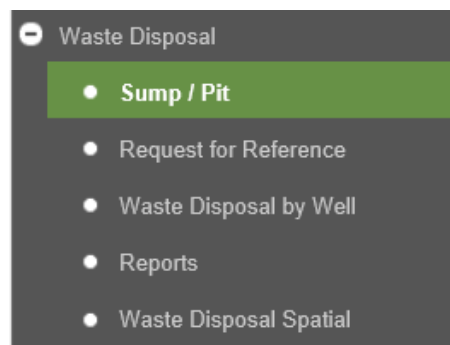 Waste Disposal
Sump / Pit
Request for Reference
Waste Disposal by Well
Reports
Waste Disposal Spatial